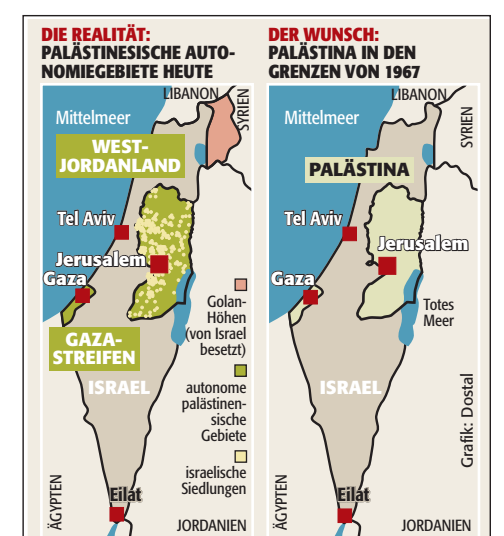 DIE REALITÄT:
PALÄSTINESISCHE AUTO-
NOMIEGEBIETE HEUTE
LIBANON
SYRIEN
Mittelmeer
WEST-
JORDANLAND
Tel Aviv
Jerusalem
Gaza
GAZA-
STREIFEN
ISRAEL
Golan-
Höhen
(von Israel
besetzt)
autonome
palästinen-
sische
Gebiete
israelische
Siedlungen
ÄGYPTEN
Eilat
JORDANIEN
DER WUNSCH:
PALÄSTINA IN DEN
GRENZEN VON 1967
LIBANON
SYRIEN
Mittelmeer
PALÄSTINA
Tel Aviv
Jerusalem
Gaza
Totes
Meer
ISRAEL
Grafik: Dostal
ÄGYPTEN
Eilat
JORDANIEN